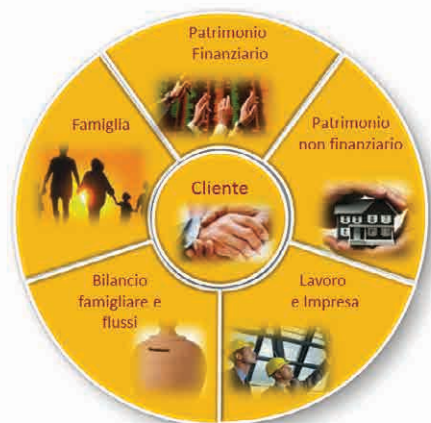 Patrimonio
Finanziario
Famiglia
Patrimonio
non finanziario
Cliente
Bilancio
famigliare e
flussi
Lavoro
e Impresa